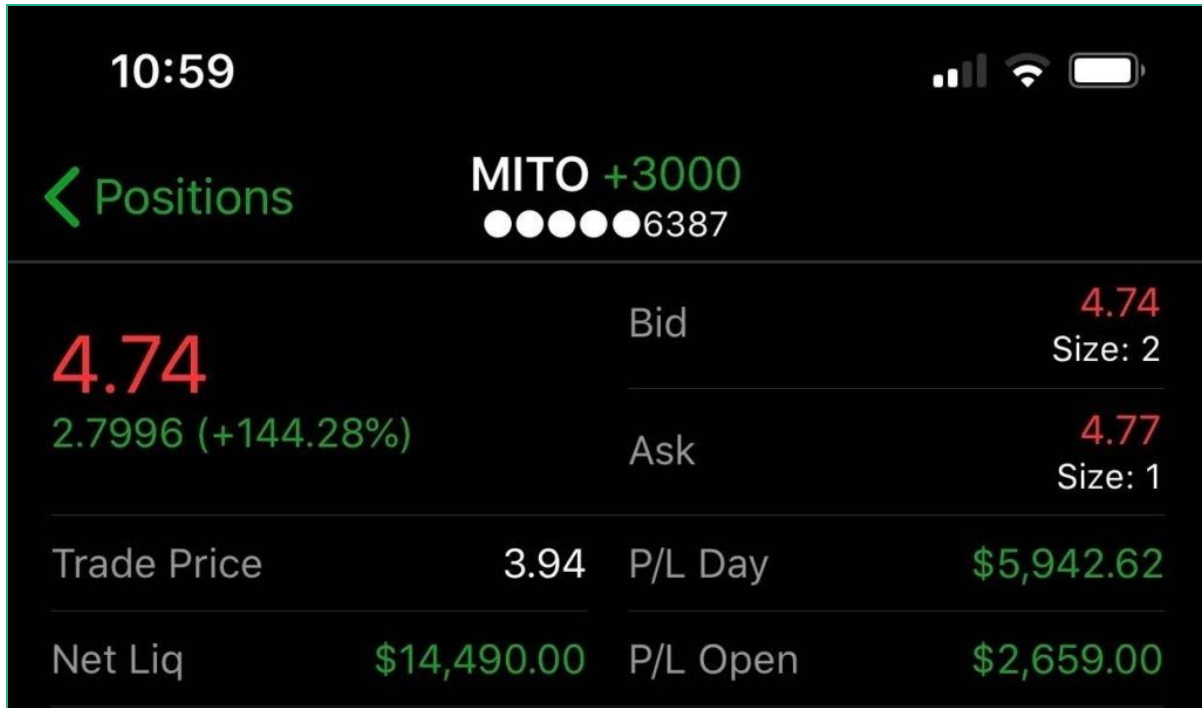 10:59
Positions
MITO +3000
●●●●●6387
4.74
2.7996 (+144.28%)
Bid
4.74
Size: 2
Ask
4.77
Size: 1
Trade Price 3.94
P/L Day $5,942.62
Net Liq $14,490.00
P/L Open $2,659.00